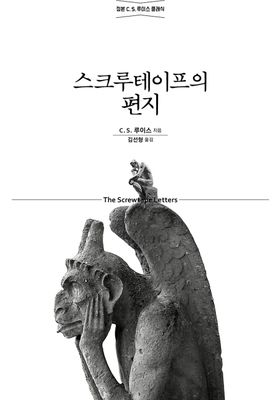 정본 C. S. 루이스 클래식
스크루테이프의
편지
C. S. 루이스 지음
김선형 옮김
The Screwtape Letters